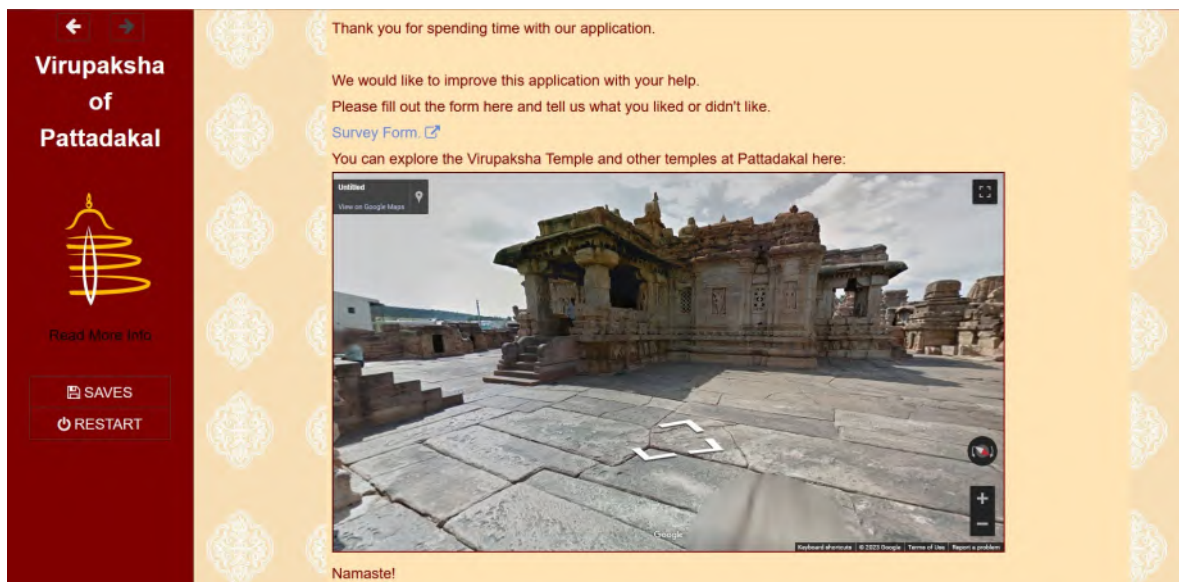 Virupaksha
of
Pattadakal
Read More Info
SAVES
RESTART
Thank you for spending time with our application.
We would like to improve this application with your help.
Please fill out the form here and tell us what you liked or didn't like.
Survey Form.
You can explore the Virupaksha Temple and other temples at Pattadakal here:
Untitled
View on Google Maps
Google
Keyboard shortcuts © 2023 Google Terms of Use Report a problem
Namaste!